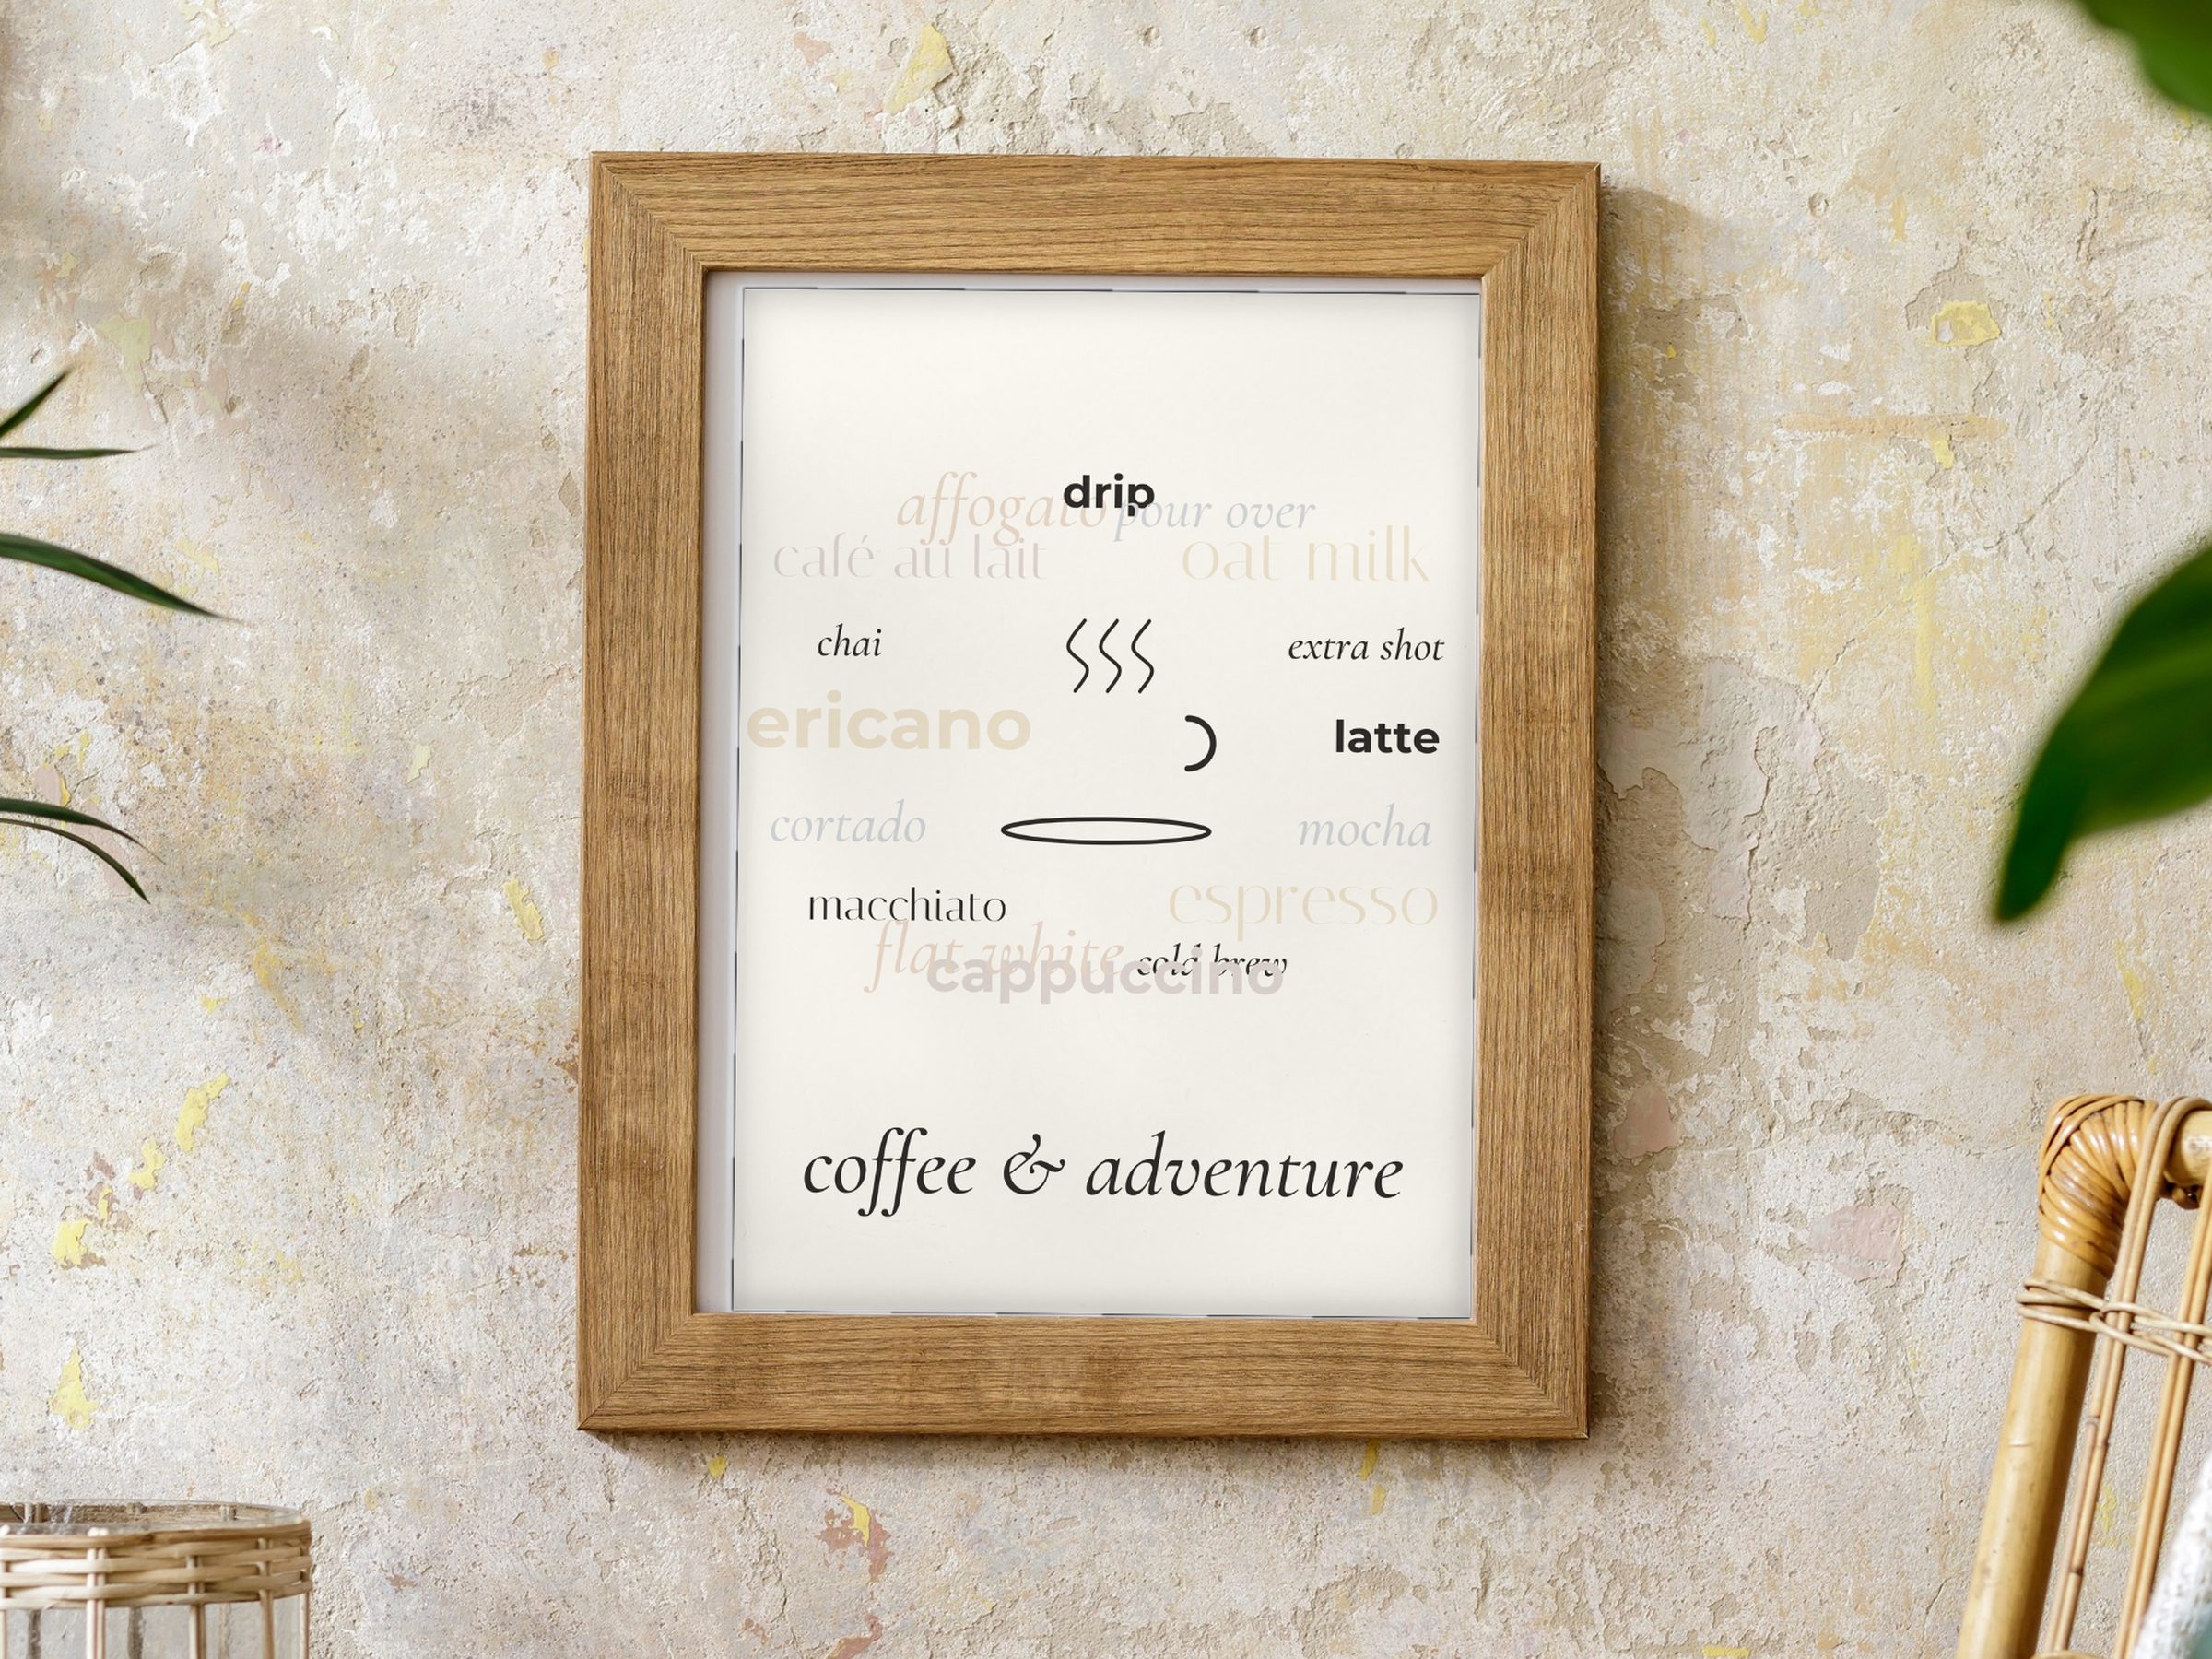 drip
affogato pour over
café au lait oat milk
chai extra shot
ericano latte
cortado mocha
macchiato espresso
flat white cold brew
cappuccino
coffee & adventure